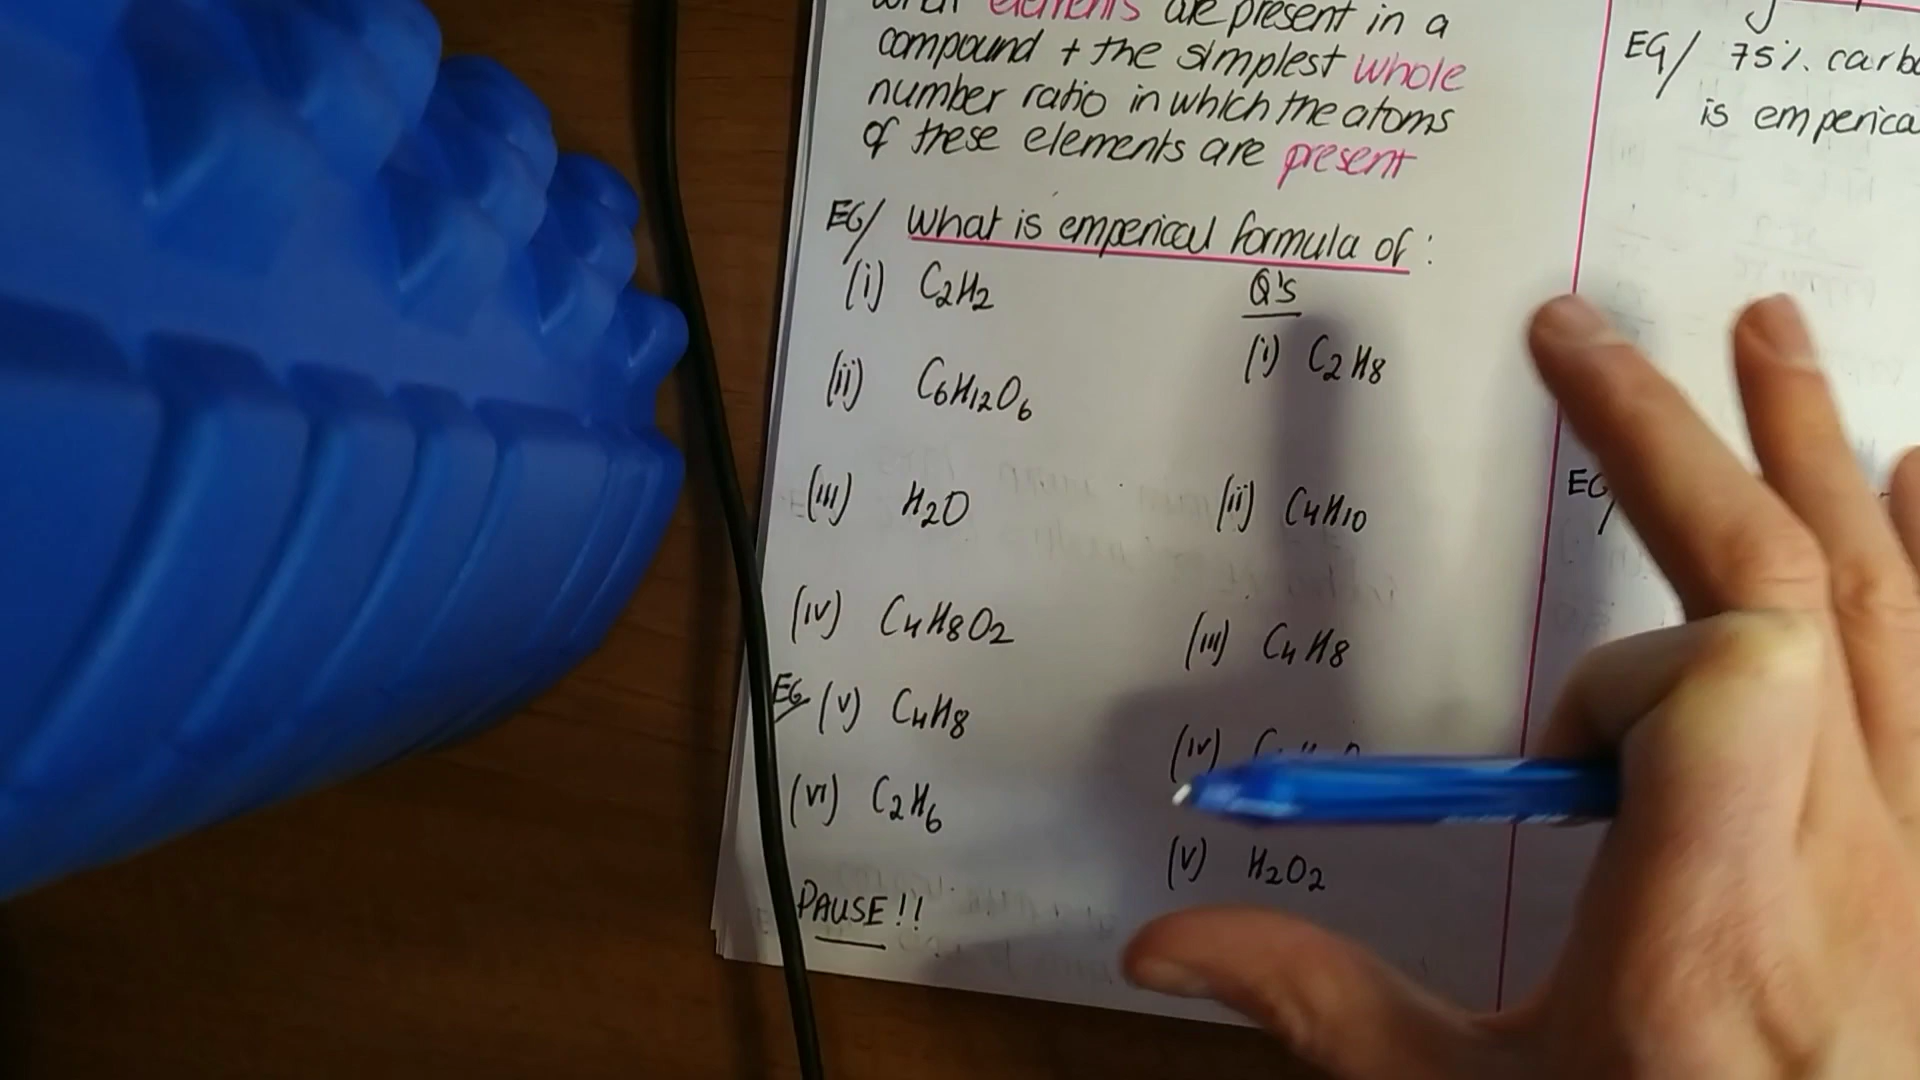 elements are present in a
compound + the simplest whole
number ratio in which the atoms
of these elements are present
EG/ What is emperical formula of :
(i) C2H2
(ii) C6H12O6
(iii) H2O
(iv) C4H8O2
EG (v) C4H8
(vi) C2H6
PAUSE!!
Q's
(i) C2H8
(ii) C4H10
(iii) C4H8
(iv)
(v) H2O2
EG/ 75%. carbo
is emperica
EG/